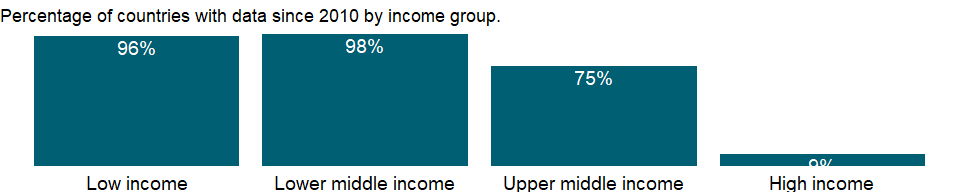 Percentage of countries with data since 2010 by income group.
96%
98%
75%
9%
Low income
Lower middle income
Upper middle income
High income